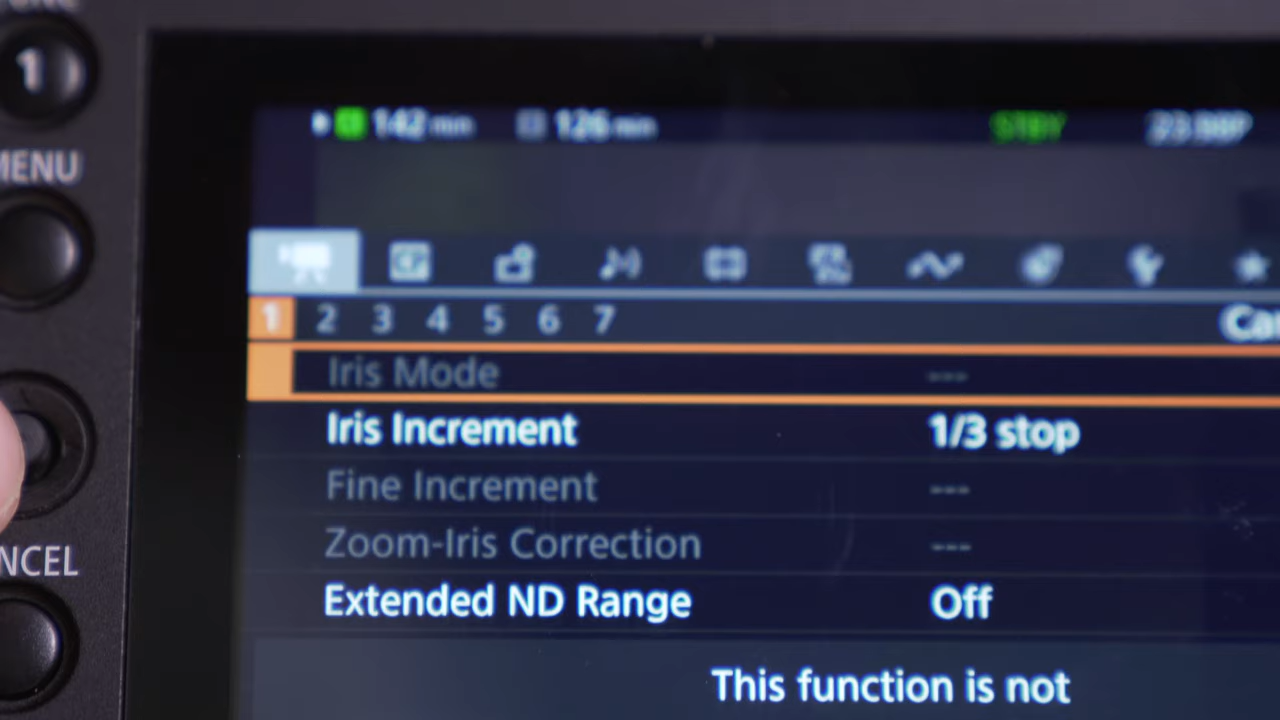 1
MENU
142 min 126 min STBY 23.98P
1 2 3 4 5 6 7
Iris Mode ---
Iris Increment 1/3 stop
Fine Increment ---
Zoom-Iris Correction ---
NCEL
Extended ND Range Off
This function is not